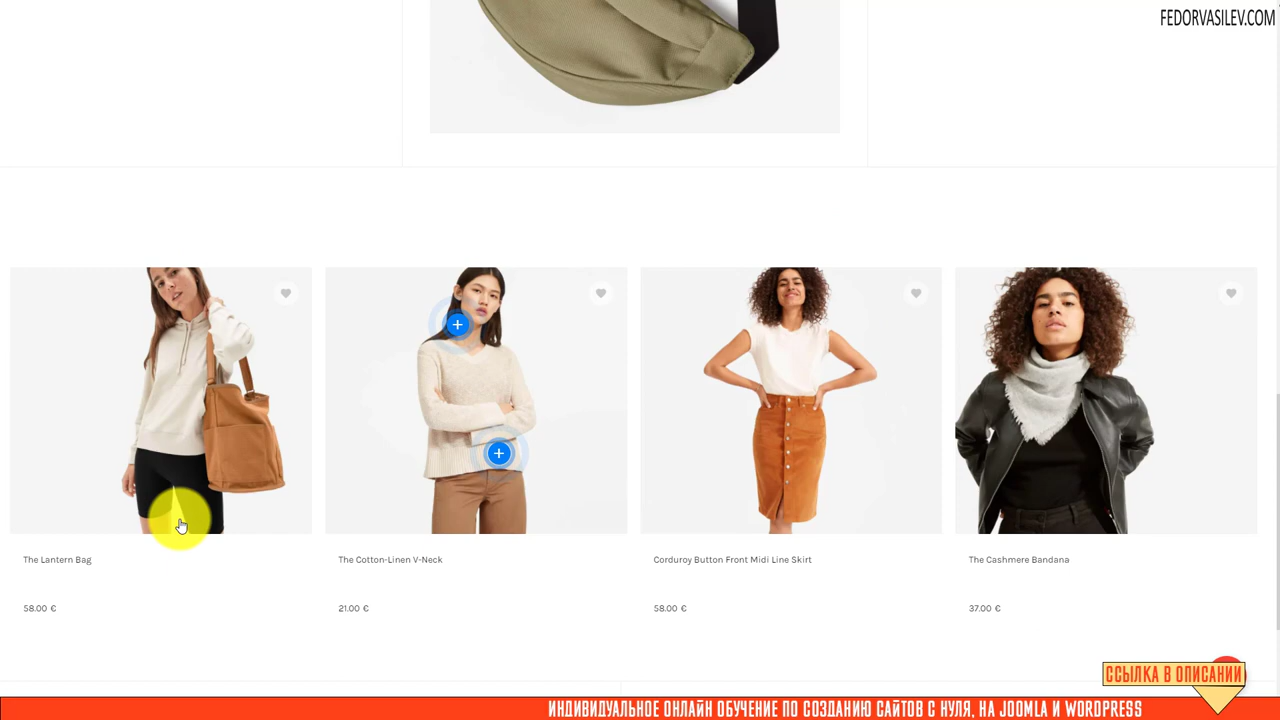 FEDORVASILEV.COM
The Lantern Bag
The Cotton-Linen V-Neck
Corduroy Button Front Midi Line Skirt
The Cashmere Bandana
58.00 €
21.00 €
58.00 €
37.00 €
ССЫЛКА В ОПИСАНИИ
ИНДИВИДУАЛЬНОЕ ОНЛАЙН ОБУЧЕНИЕ ПО СОЗДАНИЮ САЙТОВ С НУЛЯ, НА JOOMLA И WORDPRESS